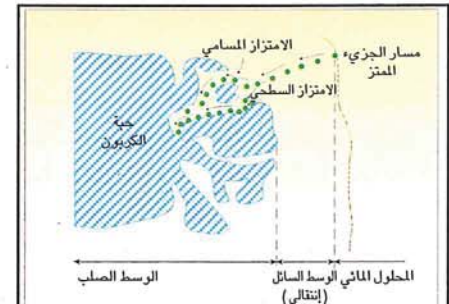 الامتزاز المسامي
مسار الجزيء
الممتز
الامتزاز السطحي
حبة
الكربون
المحلول المائي
الوسط السائل
(إنتقالي)
الوسط الصلب